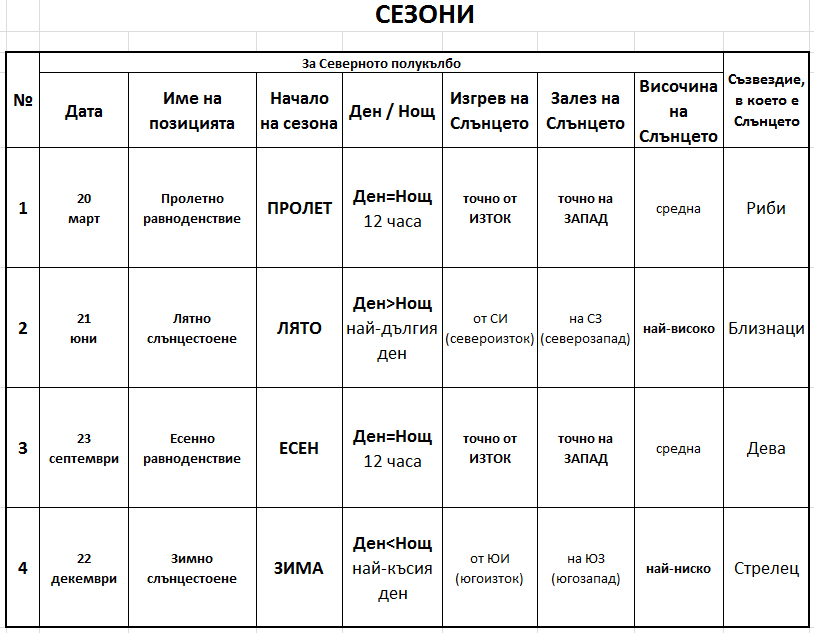 СЕЗОНИ
За Северното полукълбо
№
Дата
Име на
позицията
Начало
на сезона
Ден / Нощ
Изгрев на
Слънцето
Залез на
Слънцето
Височина
на
Слънцето
Съзвездие,
в което е
Слънцето
1
20
март
Пролетно
равноденствие
ПРОЛЕТ
Ден=Нощ
12 часа
точно от
ИЗТОК
точно на
ЗАПАД
средна
Риби
2
21
юни
Лятно
слънцестоене
ЛЯТО
Ден>Нощ
най-дългия
ден
от СИ
(североизток)
на СЗ
(северозапад)
най-високо
Близнаци
3
23
септември
Есенно
равноденствие
ЕСЕН
Ден=Нощ
12 часа
точно от
ИЗТОК
точно на
ЗАПАД
средна
Дева
4
22
декември
Зимно
слънцестоене
ЗИМА
Ден<Нощ
най-късия
ден
от ЮИ
(югоизток)
на ЮЗ
(югозапад)
най-ниско
Стрелец